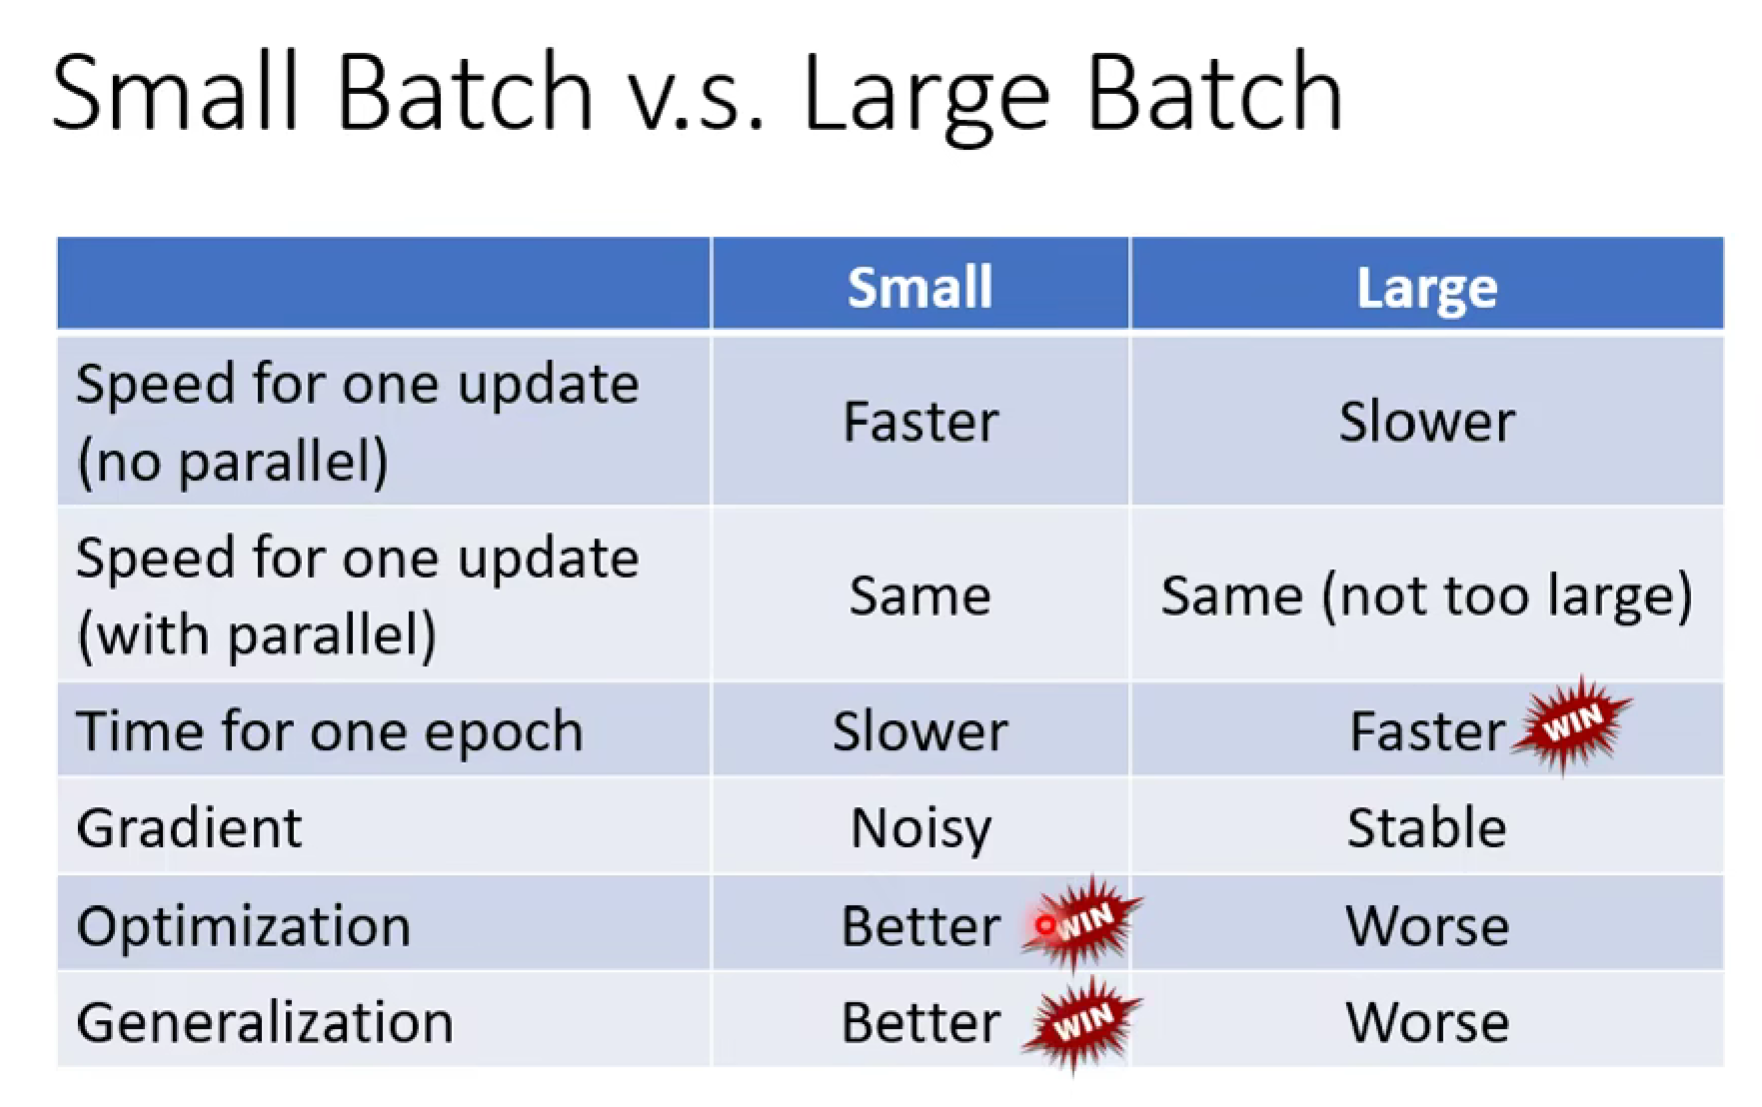 Small Batch v.s. Large Batch
Small Large
Speed for one update
(no parallel)
Faster Slower
Speed for one update
(with parallel)
Same Same (not too large)
Time for one epoch Slower Faster WIN
Gradient Noisy Stable
Optimization Better WIN Worse
Generalization Better WIN Worse